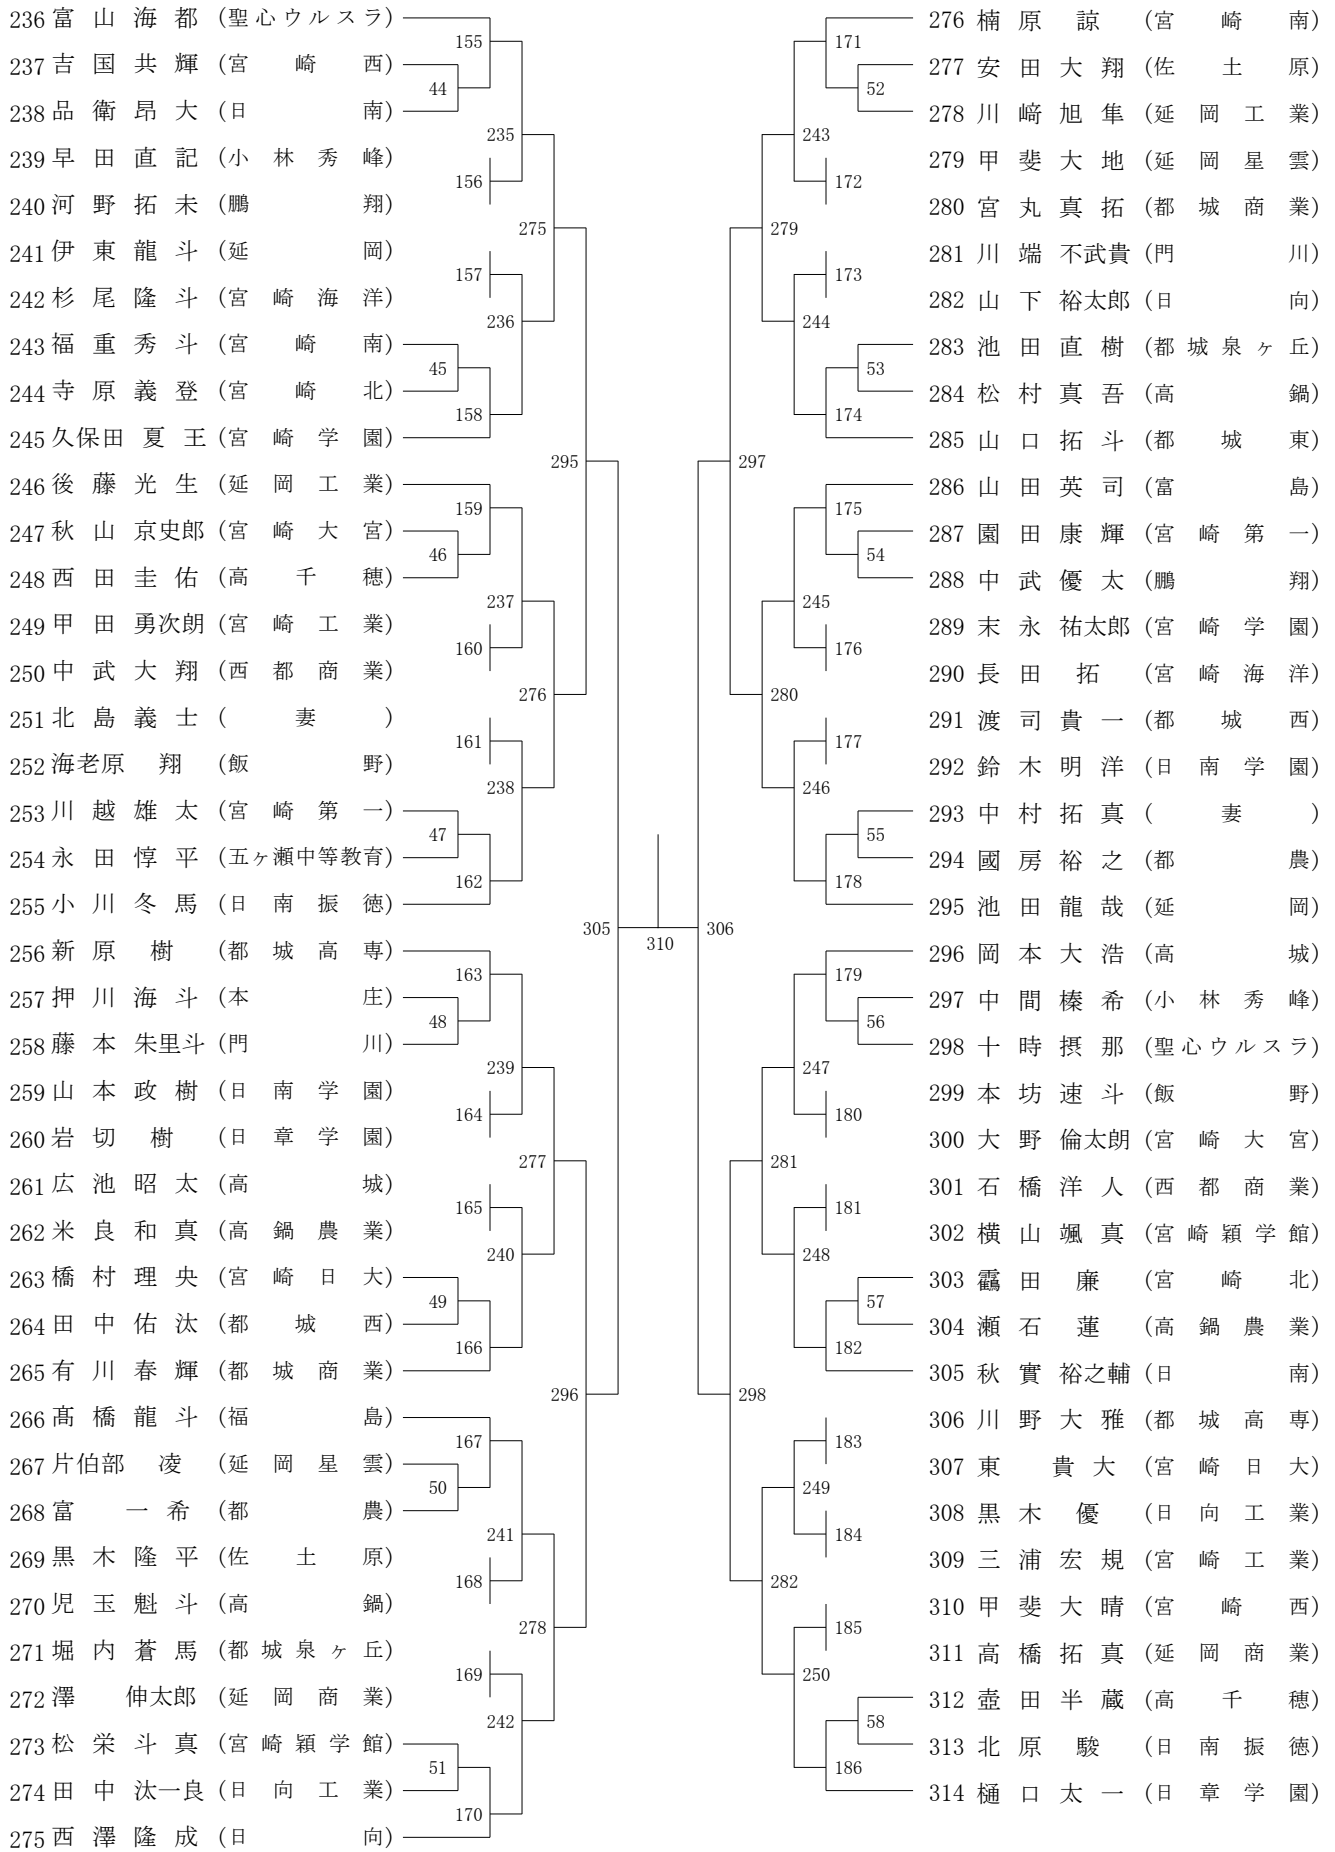 236 富山海都 (聖心ウルスラ)
237 吉国共輝 (宮崎西)
238 品衛昂大 (日南)
239 早田直記 (小林秀峰)
240 河野拓未 (鵬翔)
241 伊東龍斗 (延岡)
242 杉尾隆斗 (宮崎海洋)
243 福重秀斗 (宮崎南)
244 寺原義登 (宮崎北)
245 久保田夏王 (宮崎学園)
246 後藤光生 (延岡工業)
247 秋山京史郎 (宮崎大宮)
248 西田圭佑 (高千穂)
249 甲田勇次朗 (宮崎工業)
250 中武大翔 (西都商業)
251 北島義士 (妻)
252 海老原翔 (飯野)
253 川越雄太 (宮崎第一)
254 永田惇平 (五ヶ瀬中等教育)
255 小川冬馬 (日南振徳)
256 新原樹 (都城高専)
257 押川海斗 (本庄)
258 藤本朱里斗 (門川)
259 山本政樹 (日南学園)
260 岩切樹 (日章学園)
261 広池昭太 (高城)
262 米良和真 (高鍋農業)
263 橋村理央 (宮崎日大)
264 田中佑汰 (都城西)
265 有川春輝 (都城商業)
266 髙橋龍斗 (福島)
267 片伯部凌 (延岡星雲)
268 富一希 (都農)
269 黒木隆平 (佐土原)
270 児玉魁斗 (高鍋)
271 堀内蒼馬 (都城泉ヶ丘)
272 澤伸太郎 (延岡商業)
273 松栄斗真 (宮崎穎学館)
274 田中汰一良 (日向工業)
275 西澤隆成 (日向)
155
44
235
156
275
157
236
45
158
295
159
46
237
160
276
161
238
47
162
305
163
48
239
164
277
165
240
49
166
296
167
50
241
168
278
169
242
51
170
310
306
171
52
243
172
279
173
244
53
174
297
175
54
245
176
280
177
246
55
178
179
56
247
180
281
181
248
57
182
298
183
249
184
282
185
250
58
186
276 楠原諒 (宮崎南)
277 安田大翔 (佐土原)
278 川﨑旭隼 (延岡工業)
279 甲斐大地 (延岡星雲)
280 宮丸真拓 (都城商業)
281 川端不武貴 (門川)
282 山下裕太郎 (日向)
283 池田直樹 (都城泉ヶ丘)
284 松村真吾 (高鍋)
285 山口拓斗 (都城東)
286 山田英司 (富島)
287 園田康輝 (宮崎第一)
288 中武優太 (鵬翔)
289 末永祐太郎 (宮崎学園)
290 長田拓 (宮崎海洋)
291 渡司貴一 (都城西)
292 鈴木明洋 (日南学園)
293 中村拓真 (妻)
294 國房裕之 (都農)
295 池田龍哉 (延岡)
296 岡本大浩 (高城)
297 中間榛希 (小林秀峰)
298 十時摂那 (聖心ウルスラ)
299 本坊速斗 (飯野)
300 大野倫太朗 (宮崎大宮)
301 石橋洋人 (西都商業)
302 横山颯真 (宮崎穎学館)
303 田廉 (宮崎北)
304 瀬石蓮 (高鍋農業)
305 秋實裕之輔 (日南)
306 川野大雅 (都城高専)
307 東貴大 (宮崎日大)
308 黒木優 (日向工業)
309 三浦宏規 (宮崎工業)
310 甲斐大晴 (宮崎西)
311 高橋拓真 (延岡商業)
312 壺田半蔵 (高千穂)
313 北原駿 (日南振徳)
314 樋口太一 (日章学園)